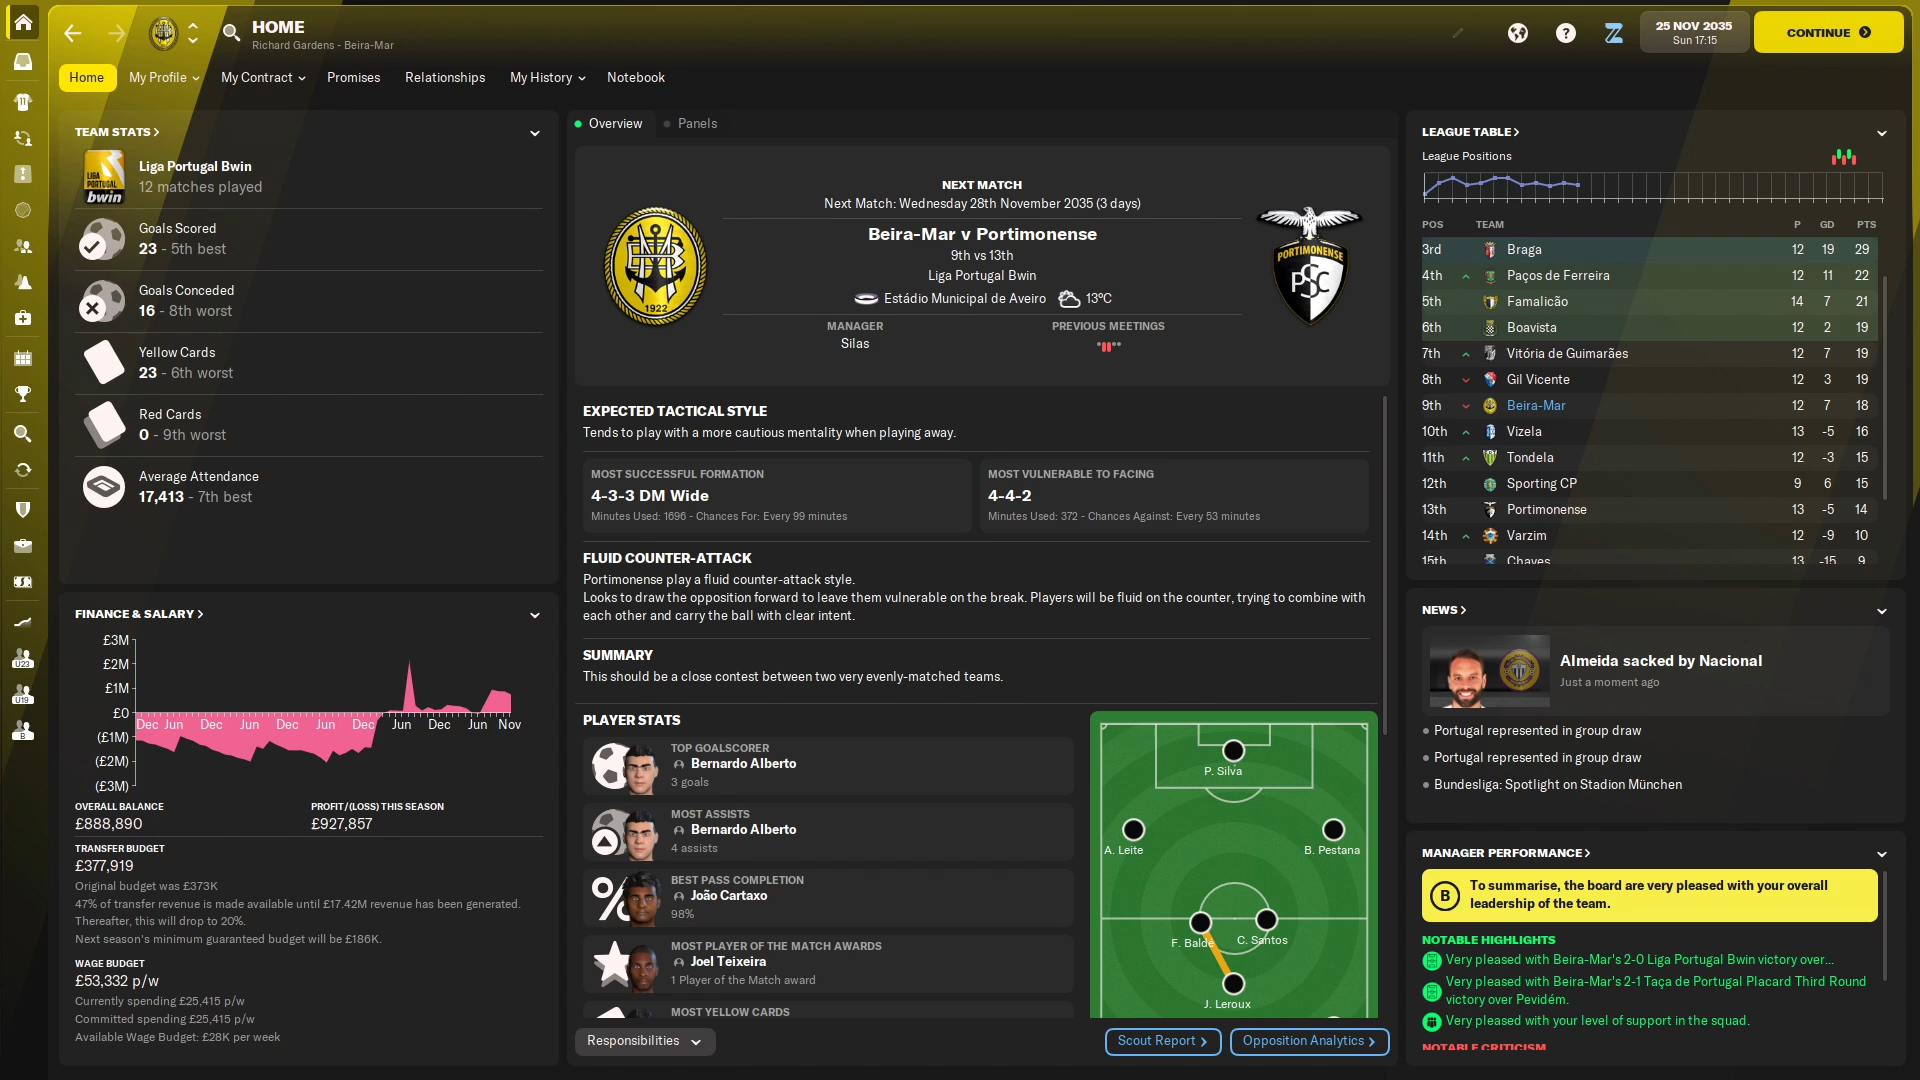 HOME
Richard Gardens - Beira-Mar
25 NOV 2035
Sun 17:15
CONTINUE
Home
My Profile
My Contract
Promises
Relationships
My History
Notebook
TEAM STATS
LIGA PORTUGAL bwin
Liga Portugal Bwin
12 matches played
Goals Scored
23 - 5th best
Goals Conceded
16 - 8th worst
Yellow Cards
23 - 6th worst
Red Cards
0 - 9th worst
Average Attendance
17,413 - 7th best
FINANCE & SALARY
£3M
£2M
£1M
£0
Dec Jun Dec Jun Dec Jun Dec Jun Dec Jun Nov
(£1M)
(£2M)
(£3M)
OVERALL BALANCE
£888,890
PROFIT/(LOSS) THIS SEASON
£927,857
TRANSFER BUDGET
£377,919
Original budget was £373K
47% of transfer revenue is made available until £17.42M revenue has been generated.
Thereafter, this will drop to 20%.
Next season's minimum guaranteed budget will be £186K.
WAGE BUDGET
£53,332 p/w
Currently spending £25,415 p/w
Committed spending £25,415 p/w
Available Wage Budget: £28K per week
U23
U19
B
Overview
Panels
NEXT MATCH
Next Match: Wednesday 28th November 2035 (3 days)
Beira-Mar v Portimonense
9th vs 13th
Liga Portugal Bwin
Estádio Municipal de Aveiro
13ºC
MANAGER
Silas
PREVIOUS MEETINGS
1922
PORTIMONENSE
PSC
EXPECTED TACTICAL STYLE
Tends to play with a more cautious mentality when playing away.
MOST SUCCESSFUL FORMATION
4-3-3 DM Wide
Minutes Used: 1696 - Chances For: Every 99 minutes
MOST VULNERABLE TO FACING
4-4-2
Minutes Used: 372 - Chances Against: Every 53 minutes
FLUID COUNTER-ATTACK
Portimonense play a fluid counter-attack style.
Looks to draw the opposition forward to leave them vulnerable on the break. Players will be fluid on the counter, trying to combine with
each other and carry the ball with clear intent.
SUMMARY
This should be a close contest between two very evenly-matched teams.
PLAYER STATS
TOP GOALSCORER
Bernardo Alberto
3 goals
MOST ASSISTS
Bernardo Alberto
4 assists
BEST PASS COMPLETION
João Cartaxo
98%
MOST PLAYER OF THE MATCH AWARDS
Joel Teixeira
1 Player of the Match award
MOST YELLOW CARDS
P. Silva
A. Leite
B. Pestana
F. Baldé
C. Santos
J. Leroux
Responsibilities
Scout Report
Opposition Analytics
LEAGUE TABLE
League Positions
POS TEAM P GD PTS
3rd Braga 12 19 29
4th Paços de Ferreira 12 11 22
5th Famalicão 14 7 21
6th Boavista 12 2 19
7th Vitória de Guimarães 12 7 19
8th Gil Vicente 12 3 19
9th Beira-Mar 12 7 18
10th Vizela 13 -5 16
11th Tondela 12 -3 15
12th Sporting CP 9 6 15
13th Portimonense 13 -5 14
14th Varzim 12 -9 10
15th Chaves 13 -15 9
NEWS
Almeida sacked by Nacional
Just a moment ago
Portugal represented in group draw
Portugal represented in group draw
Bundesliga: Spotlight on Stadion München
MANAGER PERFORMANCE
B
To summarise, the board are very pleased with your overall
leadership of the team.
NOTABLE HIGHLIGHTS
Very pleased with Beira-Mar's 2-0 Liga Portugal Bwin victory over...
Very pleased with Beira-Mar's 2-1 Taça de Portugal Placard Third Round
victory over Pevidém.
Very pleased with your level of support in the squad.
NOTABLE CRITICISM